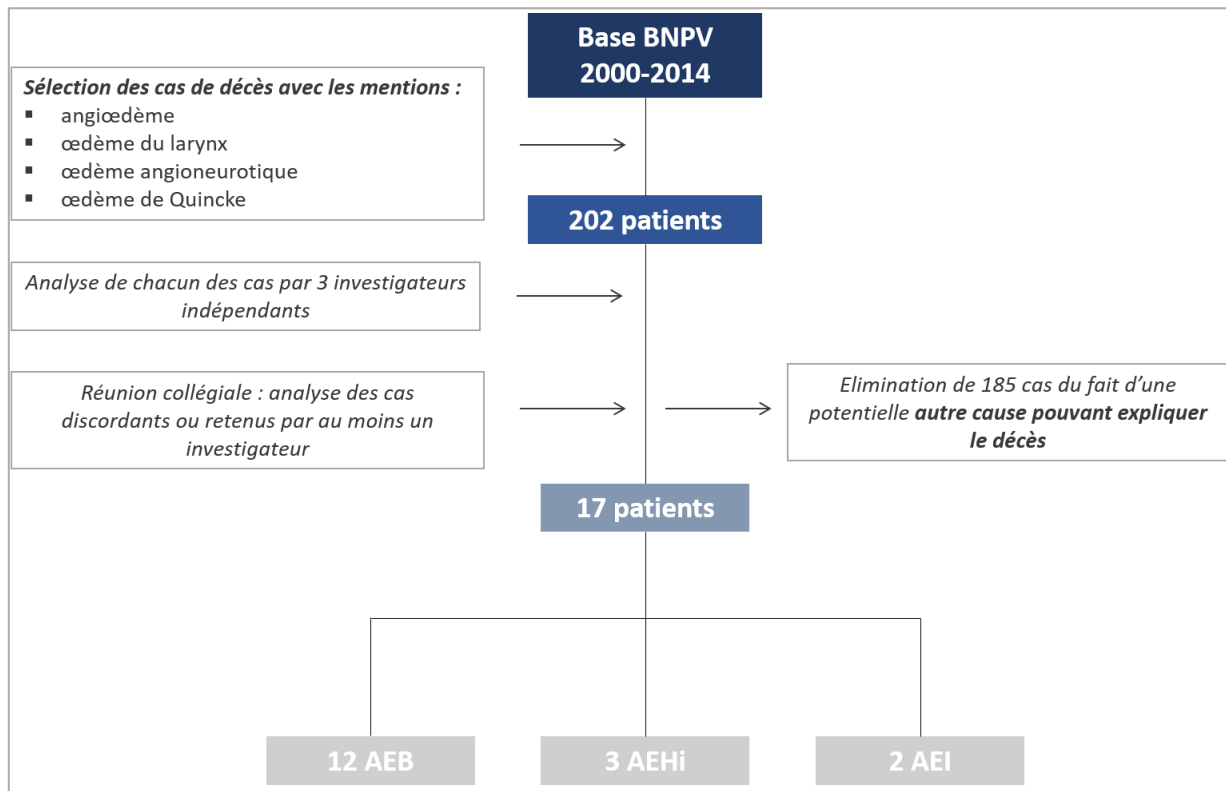 Base BNPV
2000-2014
Sélection des cas de décès avec les mentions :
▪ angiœdème
▪ œdème du larynx
▪ œdème angioneurotique
▪ œdème de Quincke
202 patients
Analyse de chacun des cas par 3 investigateurs
indépendants
Réunion collégiale : analyse des cas
discordants ou retenus par au moins un
investigateur
Elimination de 185 cas du fait d’une
potentielle autre cause pouvant expliquer
le décès
17 patients
12 AEB
3 AEHi
2 AEI